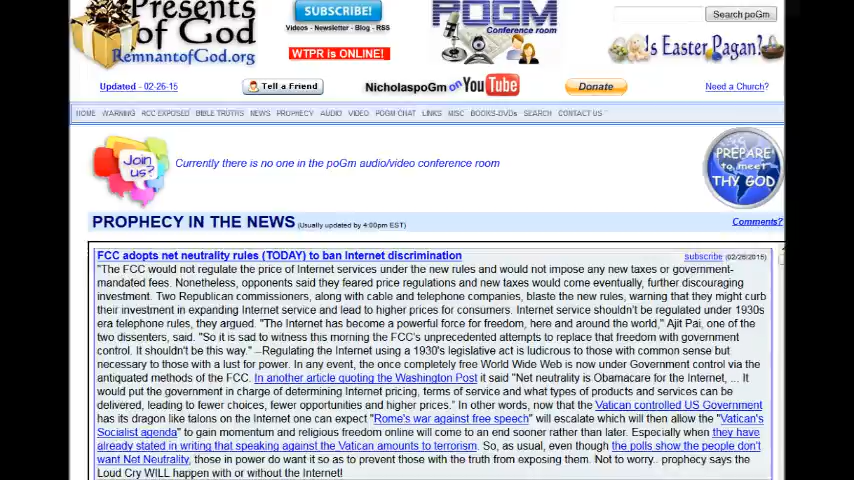 Presents
of God
RemnantofGod.org
SUBSCRIBE!
Videos - Newsletter - Blog - RSS
WTPR is ONLINE!
POGM
Conference room
Search poGm
Is Easter Pagan?
Updated - 02-26-15
Tell a Friend
NicholaspoGm on YouTube
Donate
Need a Church?
HOME WARNING RCC EXPOSED BIBLE TRUTHS NEWS PROPHECY AUDIO VIDEO POGM CHAT LINKS MISC BOOKS-DVDs SEARCH CONTACT US
Join us?
Currently there is no one in the poGm audio/video conference room
PREPARE to meet THY GOD
PROPHECY IN THE NEWS (Usually updated by 4:00pm EST)
Comments?
FCC adopts net neutrality rules (TODAY) to ban Internet discrimination
subscribe (02/26/2015)
"The FCC would not regulate the price of Internet services under the new rules and would not impose any new taxes or government-
mandated fees. Nonetheless, opponents said they feared price regulations and new taxes would come eventually, further discouraging
investment. Two Republican commissioners, along with cable and telephone companies, blaste the new rules, warning that they might curb
their investment in expanding Internet service and lead to higher prices for consumers. Internet service shouldn't be regulated under 1930s
era telephone rules, they argued. "The Internet has become a powerful force for freedom, here and around the world," Ajit Pai, one of the
two dissenters, said. "So it is sad to witness this morning the FCC's unprecedented attempts to replace that freedom with government
control. It shouldn't be this way." --Regulating the Internet using a 1930's legislative act is ludicrous to those with common sense but
necessary to those with a lust for power. In any event, the once completely free World Wide Web is now under Government control via the
antiquated methods of the FCC. In another article quoting the Washington Post it said "Net neutrality is Obamacare for the Internet, ... It
would put the government in charge of determining Internet pricing, terms of service and what types of products and services can be
delivered, leading to fewer choices, fewer opportunities and higher prices." In other words, now that the Vatican controlled US Government
has its dragon like talons on the Internet one can expect "Rome's war against free speech" will escalate which will then allow the "Vatican's
Socialist agenda" to gain momentum and religious freedom online will come to an end sooner rather than later. Especially when they have
already stated in writing that speaking against the Vatican amounts to terrorism. So, as usual, even though the polls show the people don't
want Net Neutrality, those in power do want it so as to prevent those with the truth from exposing them. Not to worry.. prophecy says the
Loud Cry WILL happen with or without the Internet!